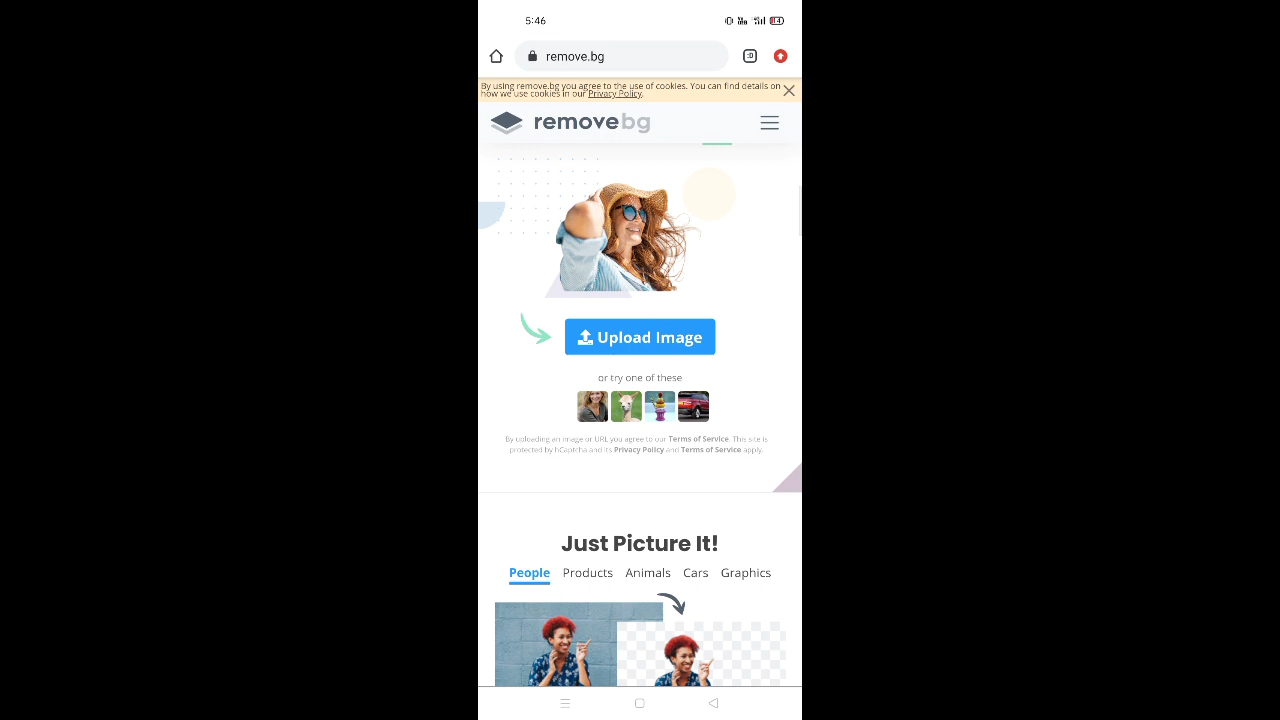 5:46
remove.bg
:D
By using remove.bg you agree to the use of cookies. You can find details on
how we use cookies in our Privacy Policy.
removebg
Upload Image
or try one of these
By uploading an image or URL you agree to our Terms of Service. This site is
protected by hCaptcha and its Privacy Policy and Terms of Service apply.
Just Picture It!
People Products Animals Cars Graphics